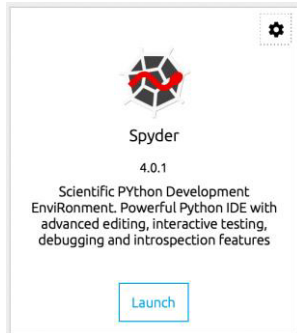 Spyder
4.0.1
Scientific PYthon Development
EnviRonment. Powerful Python IDE with
advanced editing, interactive testing,
debugging and introspection features
Launch